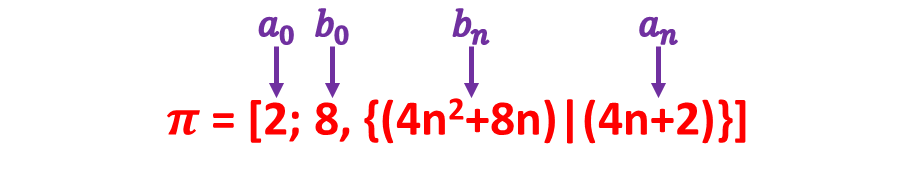 a₀ b₀ bₙ aₙ
π = [2; 8, {(4n²+8n)|(4n+2)}]